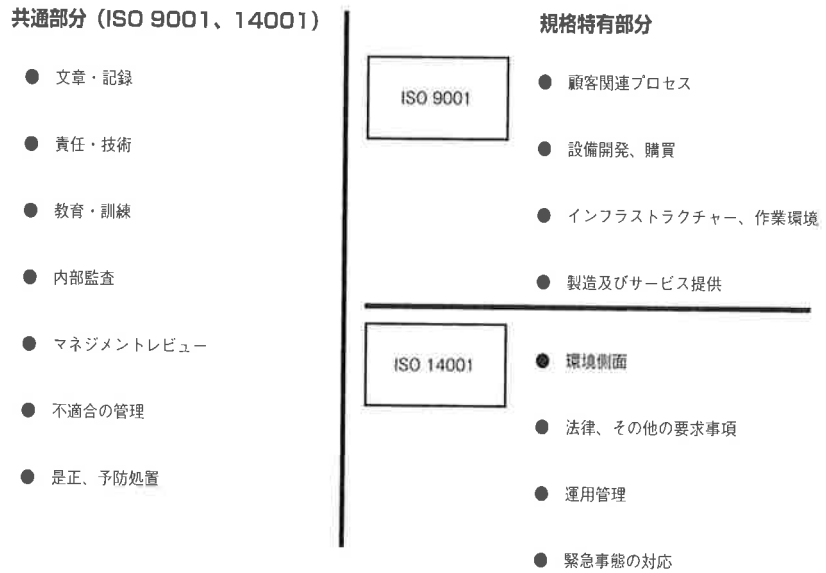 共通部分（ISO 9001、14001）
● 文章・記録
●責任・技術
● 教育・訓練
● 内部監査
● マネジメントレビュー
● 不適合の管理
● 是正、予防処置
規格特有部分
ISO 9001
● 顧客関連プロセス
● 設備開発、購買
● インフラストラクチャー、作業環境
● 製造及びサービス提供
ISO 14001
● 環境側面
● 法律、その他の要求事項
● 運用管理
● 緊急事態の対応